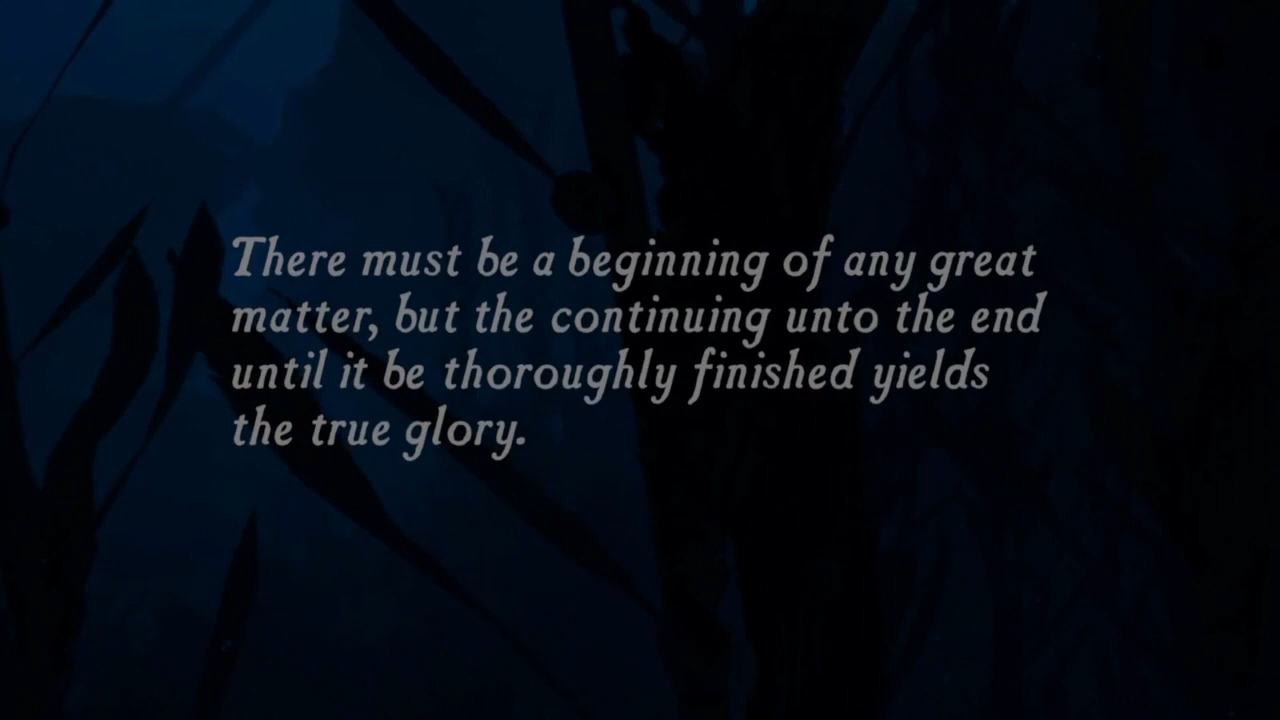 There must be a beginning of any great
matter, but the continuing unto the end
until it be thoroughly finished yields
the true glory.